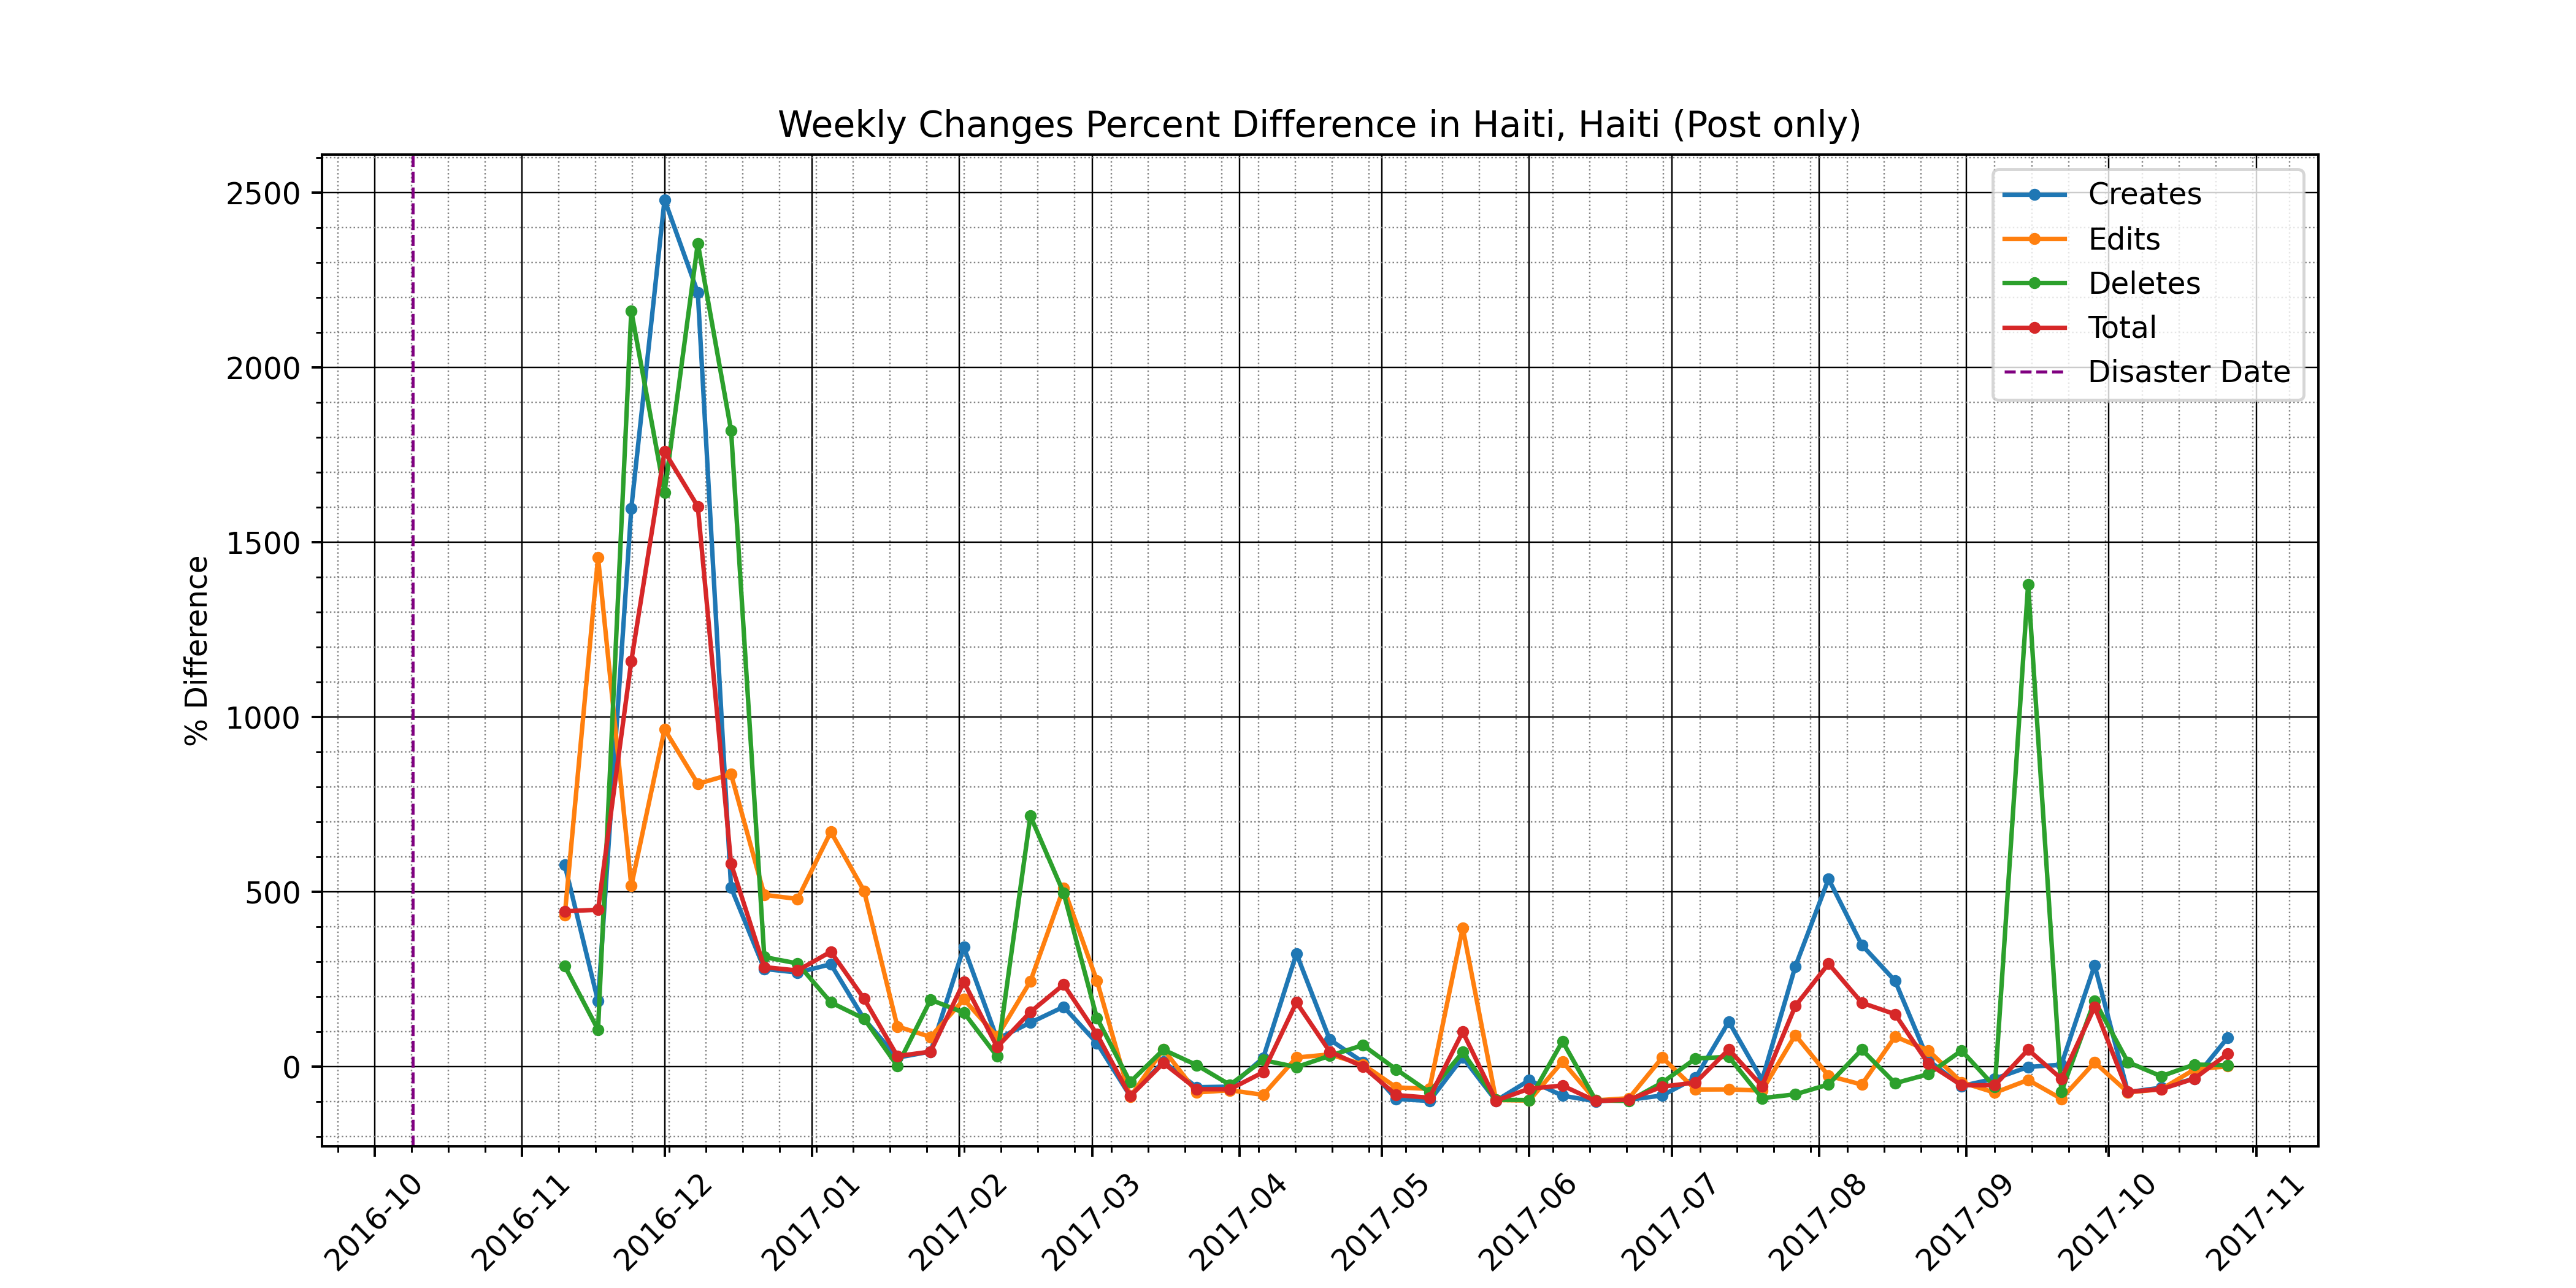 Weekly Changes Percent Difference in Haiti, Haiti (Post only)
% Difference
2500
2000
1500
1000
500
0
Creates
Edits
Deletes
Total
Disaster Date
2016-10
2016-11
2016-12
2017-01
2017-02
2017-03
2017-04
2017-05
2017-06
2017-07
2017-08
2017-09
2017-10
2017-11